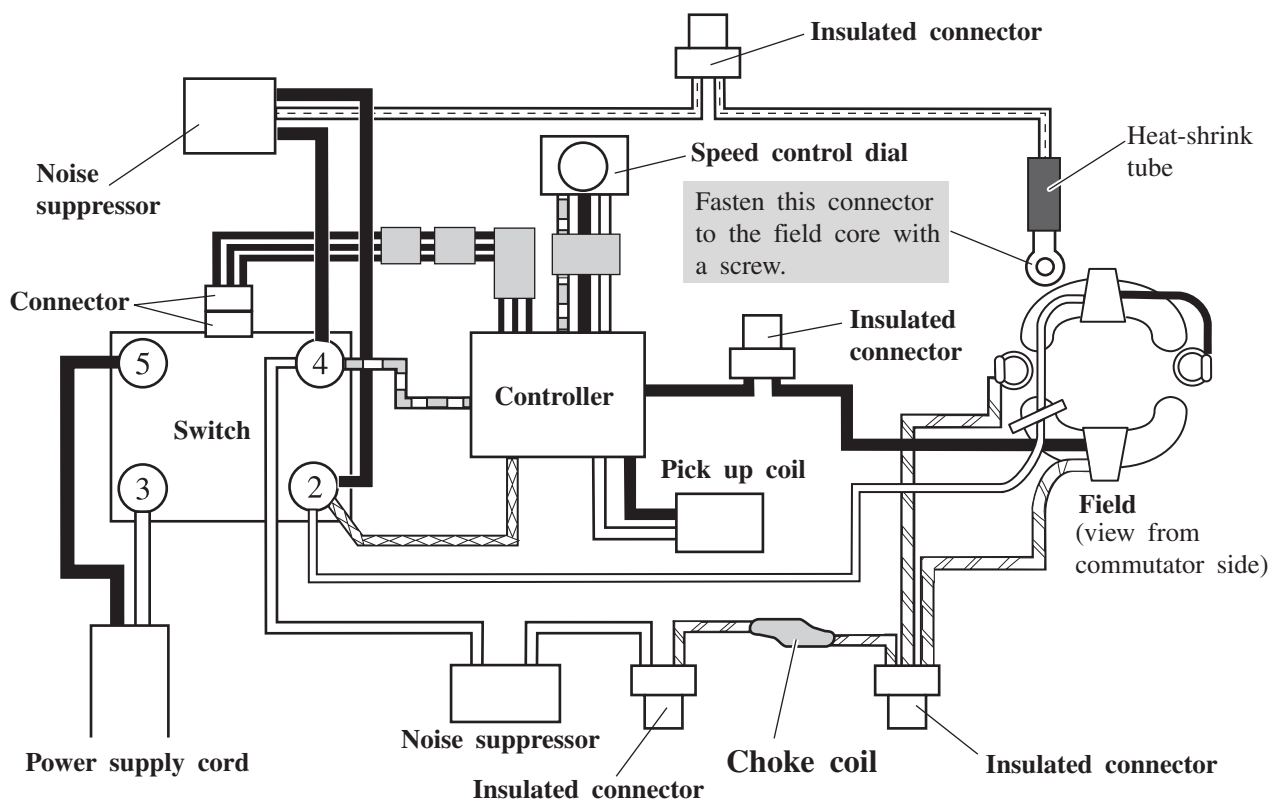 Insulated connector
Noise
suppressor
Speed control dial
Heat-shrink
tube
Fasten this connector
to the field core with
a screw.
Connector
Insulated
connector
5
4
Controller
Switch
3
2
Pick up coil
Field
(view from
commutator side)
Power supply cord
Noise suppressor
Insulated connector
Choke coil
Insulated connector